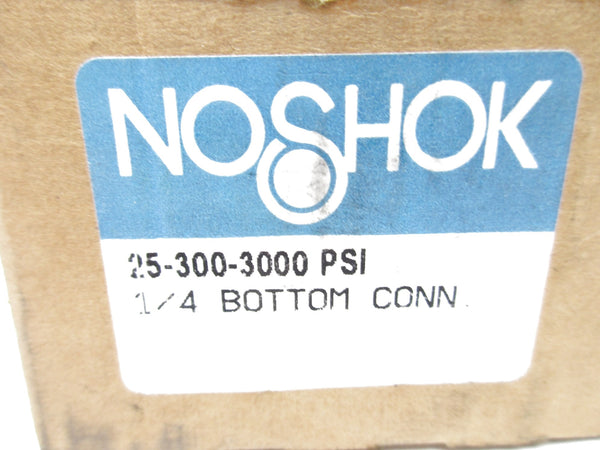 NOSHOK
25-300-3000 PSI
1/4 BOTTOM CONN.